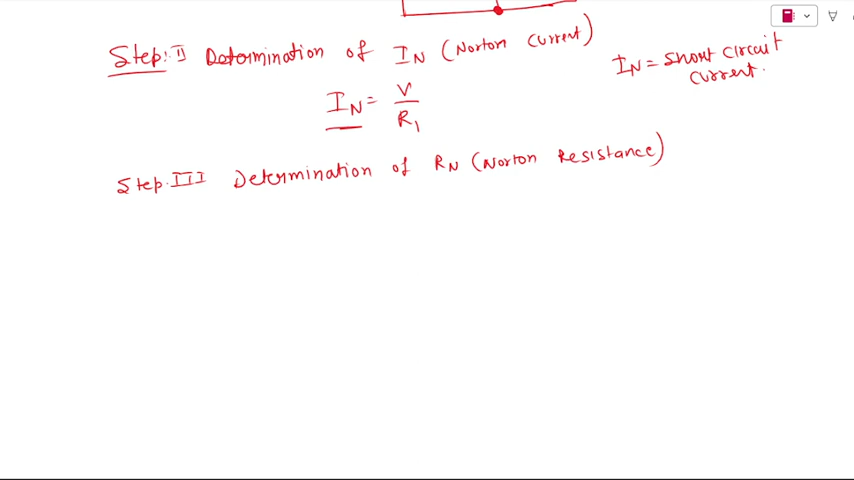 Step:II Determination of IN (Norton Current)
IN = Short Circuit
Current.
IN = V/R1
Step.III Determination of RN (Norton Resistance)